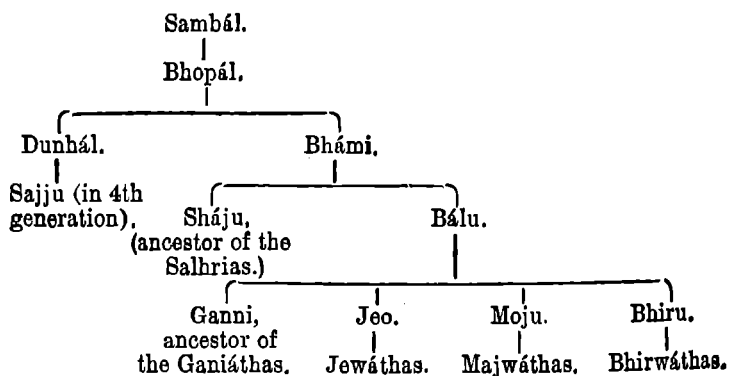 Sambál.
Bhopál.
Dunhál. Bhámi.
Sajju (in 4th generation). Sháju, (ancestor of the Salhrias.) Bálu.
Ganni, ancestor of the Ganiáthas. Jeo. Moju. Bhiru.
Jewáthas. Majwáthas. Bhirwáthas.